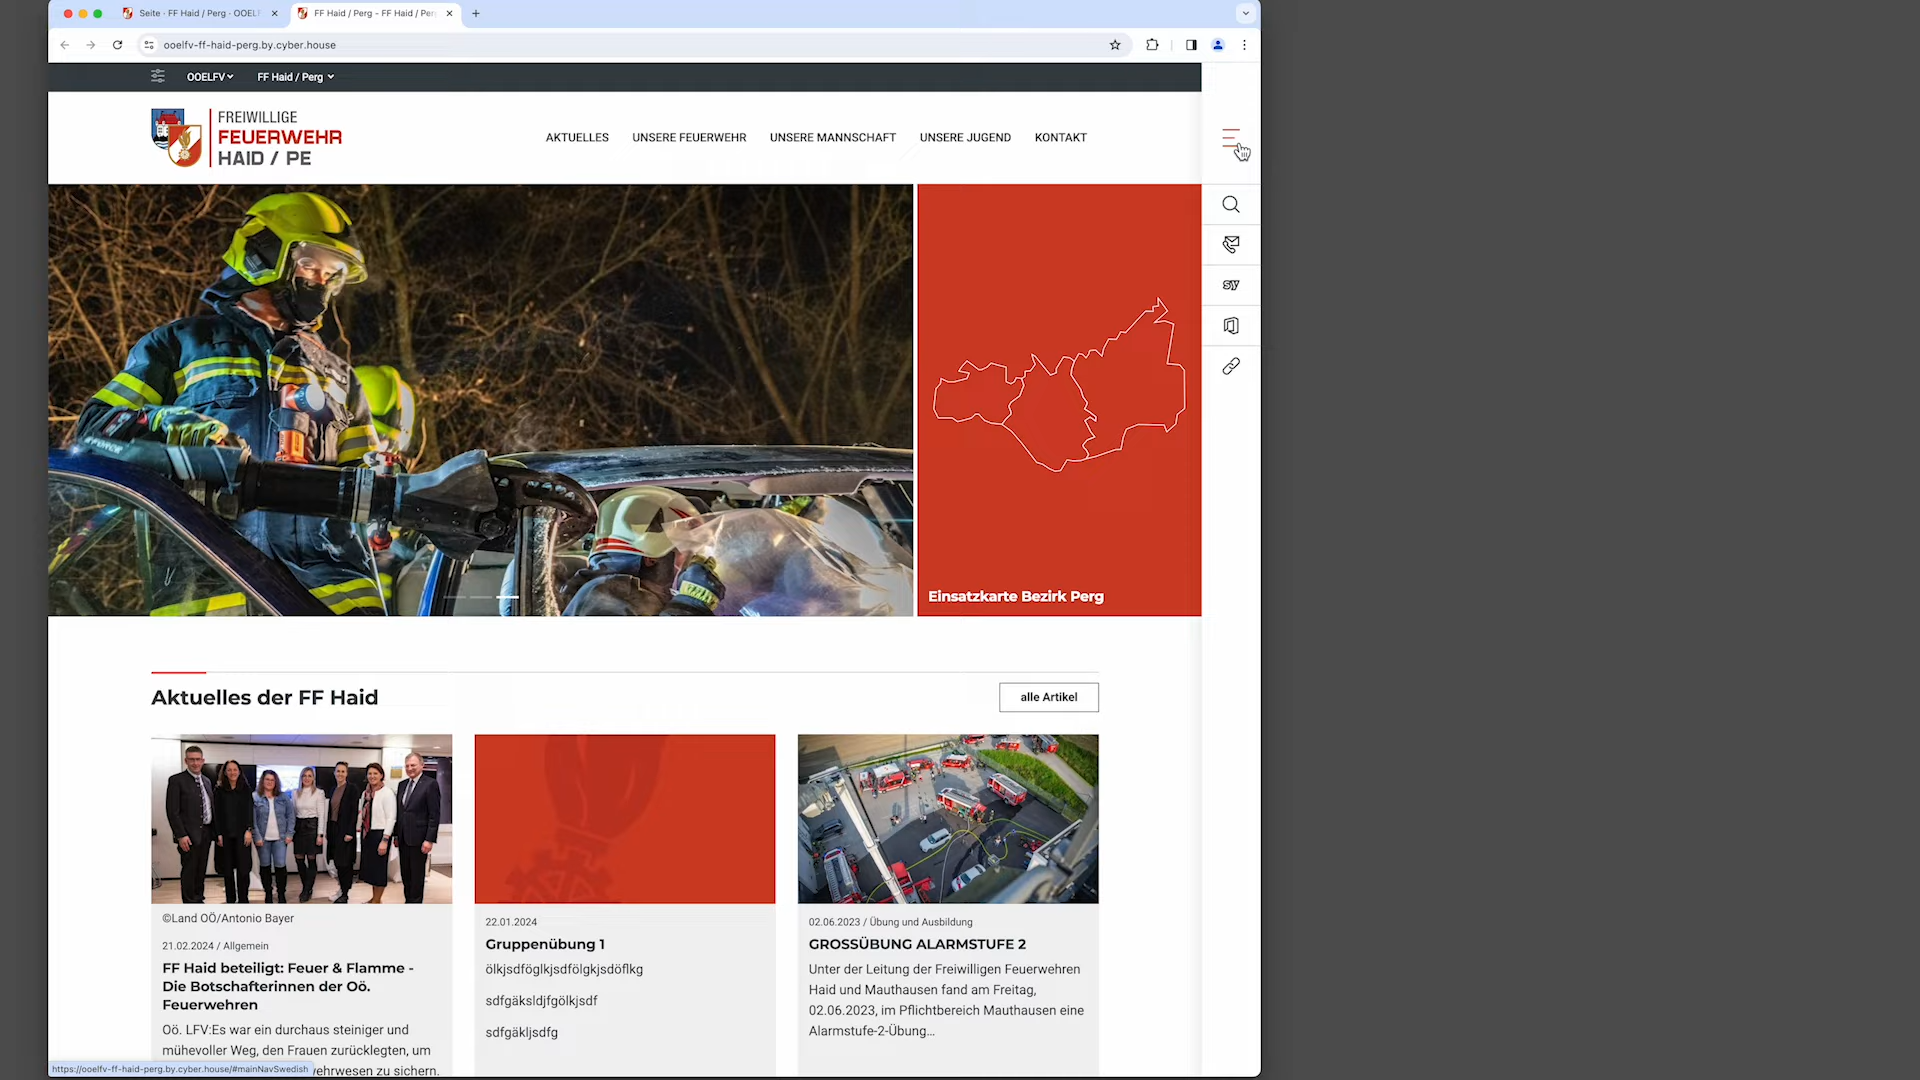 Seite · FF Haid / Perg · OOELF
FF Haid / Perg – FF Haid / Per
ooelfv-ff-haid-perg.by.cyber.house
OOELFV
FF Haid / Perg
FREIWILLIGE
FEUERWEHR
HAID / PE
AKTUELLES
UNSERE FEUERWEHR
UNSERE MANNSCHAFT
UNSERE JUGEND
KONTAKT
sy
Einsatzkarte Bezirk Perg
Aktuelles der FF Haid
alle Artikel
©Land OÖ/Antonio Bayer
21.02.2024 / Allgemein
FF Haid beteiligt: Feuer & Flamme -
Die Botschafterinnen der Oö.
Feuerwehren
Oö. LFV:Es war ein durchaus steiniger und
mühevoller Weg, den Frauen zurücklegten, um
ehrwesen zu sichern.
22.01.2024
Gruppenübung 1
ölkjsdföglkjsdfölgkjsdöflkg
sdfgäksldjfgölkjsdf
sdfgäkljsdfg
02.06.2023 / Übung und Ausbildung
GROSSÜBUNG ALARMSTUFE 2
Unter der Leitung der Freiwilligen Feuerwehren
Haid und Mauthausen fand am Freitag,
02.06.2023, im Pflichtbereich Mauthausen eine
Alarmstufe-2-Übung...
https://ooelfv-ff-haid-perg.by.cyber.house/#mainNavSwedish